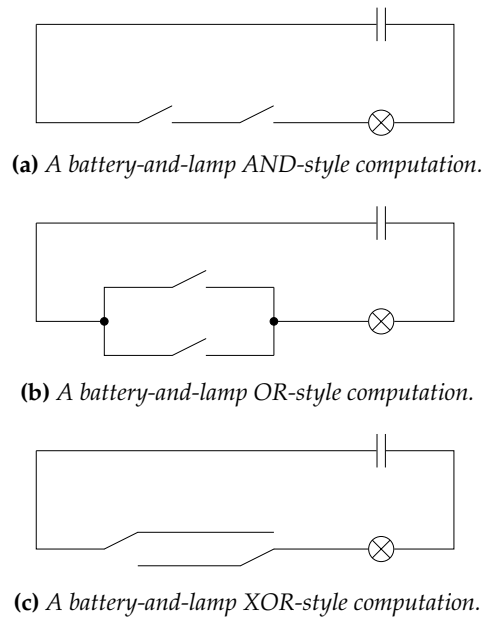 (a) A battery-and-lamp AND-style computation.
(b) A battery-and-lamp OR-style computation.
(c) A battery-and-lamp XOR-style computation.